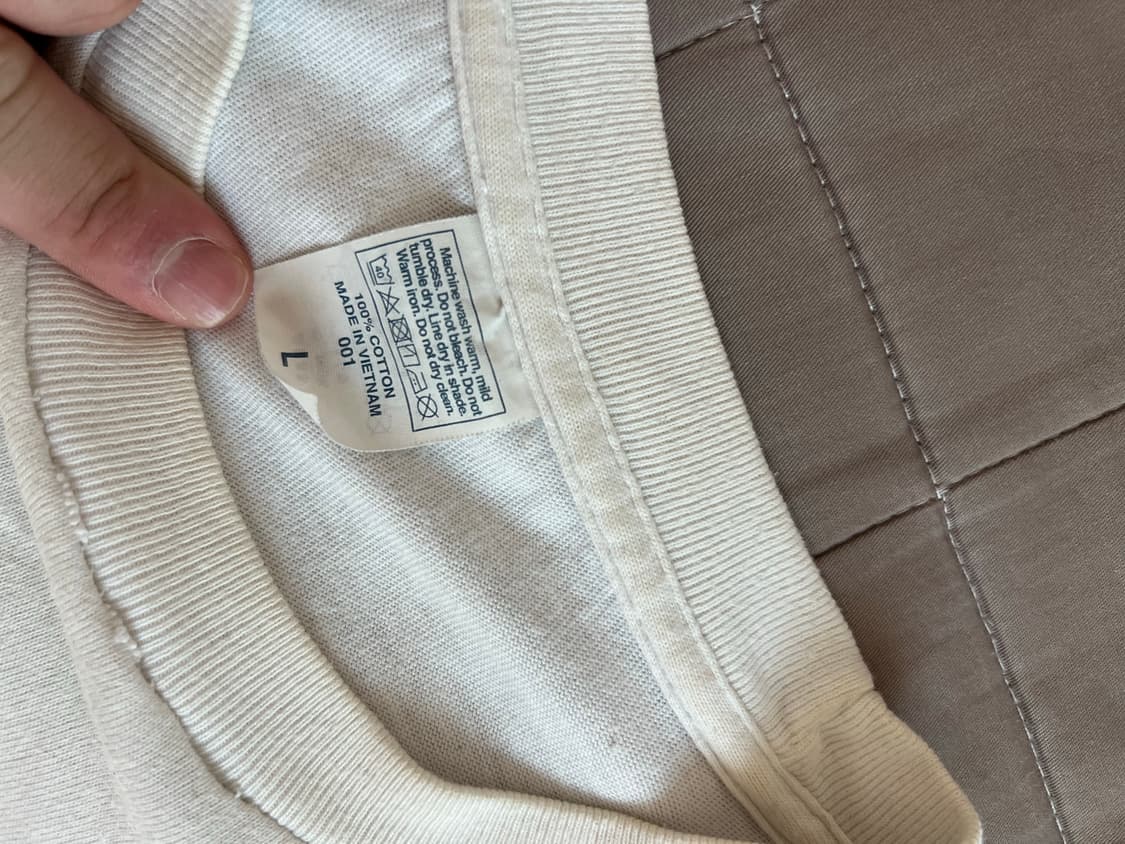 Machine wash warm, mild
process. Do not bleach. Do not
tumble dry. Line dry in shade.
Warm iron. Do not dry clean.
40
100% COTTON
MADE IN VIETNAM
001
L